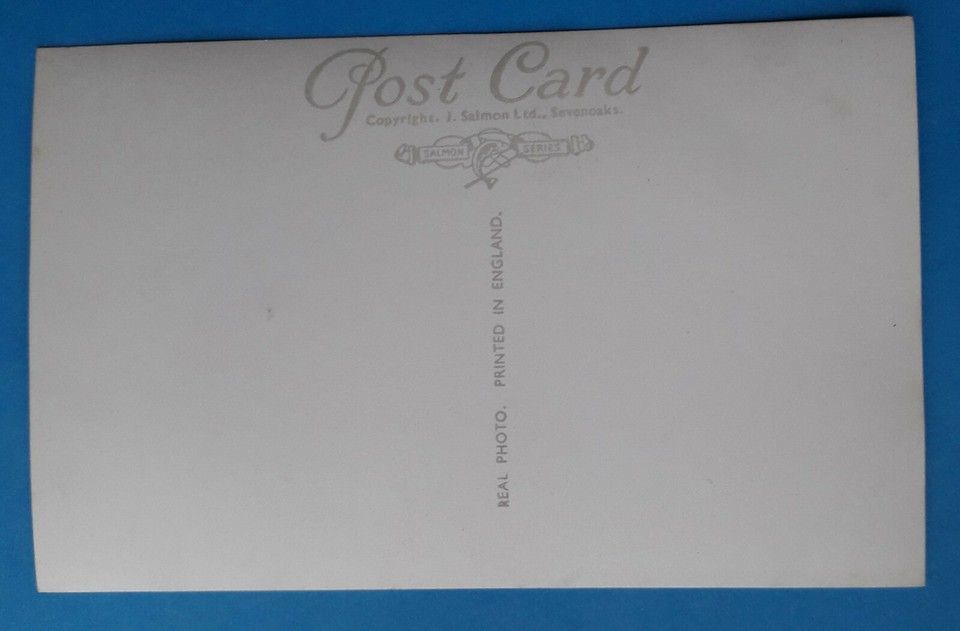 Post Card
Copyright. J. Salmon Ltd., Sevenoaks.
SALMON SERIES
REAL PHOTO. PRINTED IN ENGLAND.